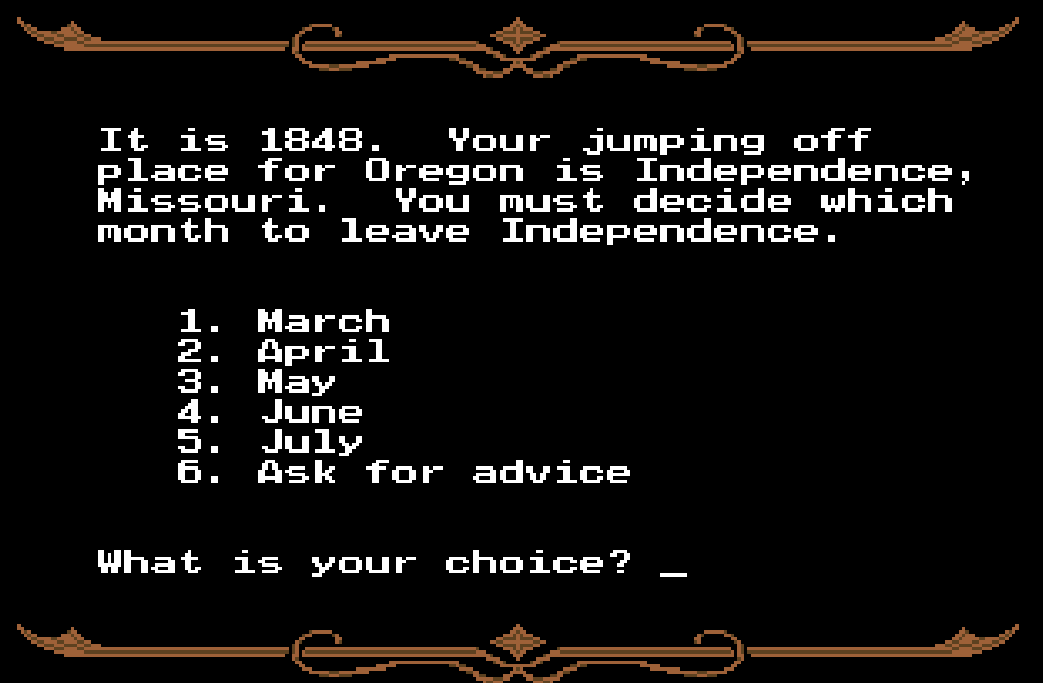 It is 1848.  Your jumping off
place for Oregon is Independence,
Missouri.  You must decide which
month to leave Independence.
1. March
2. April
3. May
4. June
5. July
6. Ask for advice
What is your choice? _